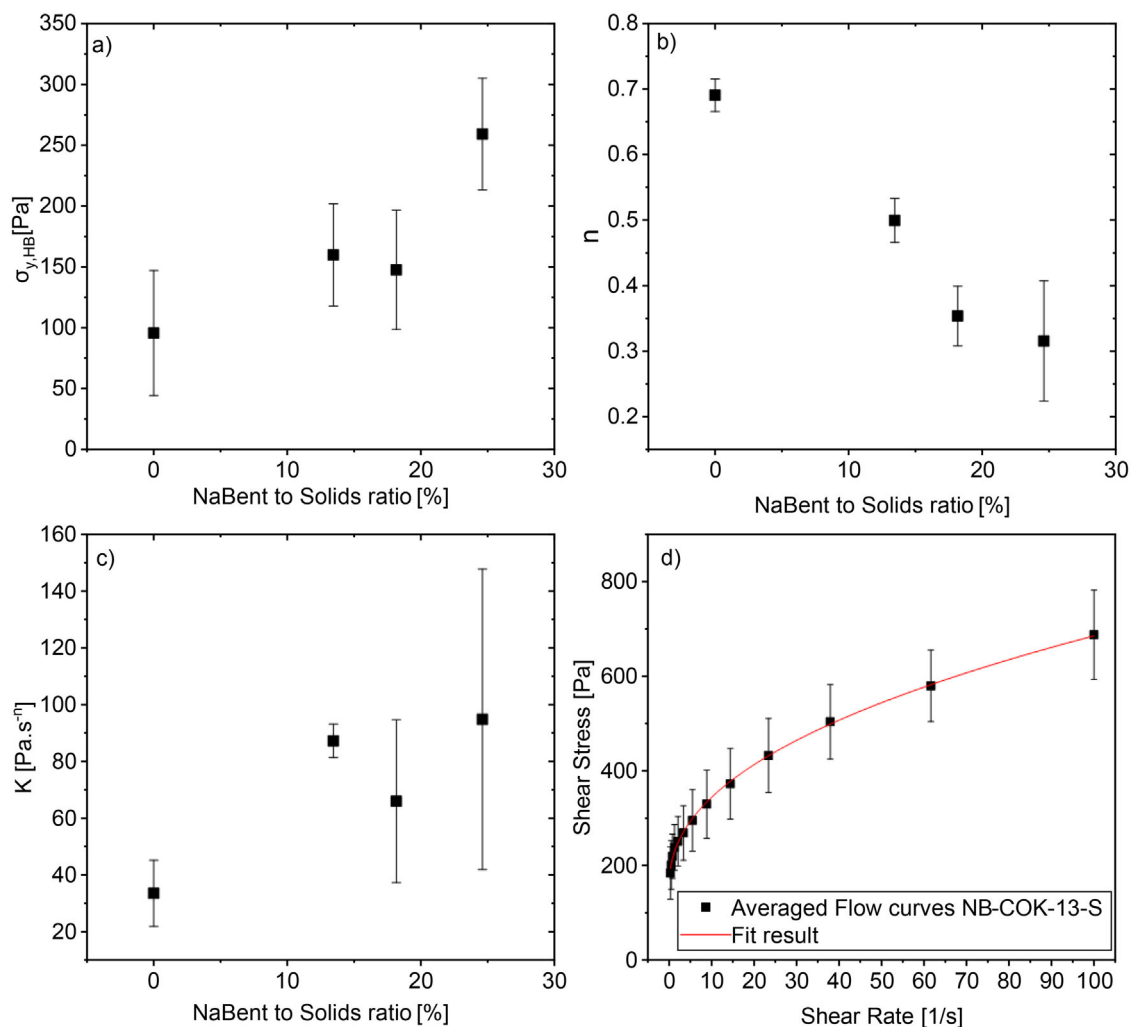 a)
350
300
250
200
150
100
50
0
σy,HB[Pa]
0 10 20 30
NaBent to Solids ratio [%]
b)
0.8
0.7
0.6
0.5
0.4
0.3
0.2
n
0 10 20 30
NaBent to Solids ratio [%]
c)
160
140
120
100
80
60
40
20
K [Pa.s⁻ⁿ]
0 10 20 30
NaBent to Solids ratio [%]
d)
800
600
400
200
0
Shear Stress [Pa]
Averaged Flow curves NB-COK-13-S
Fit result
0 10 20 30 40 50 60 70 80 90 100
Shear Rate [1/s]